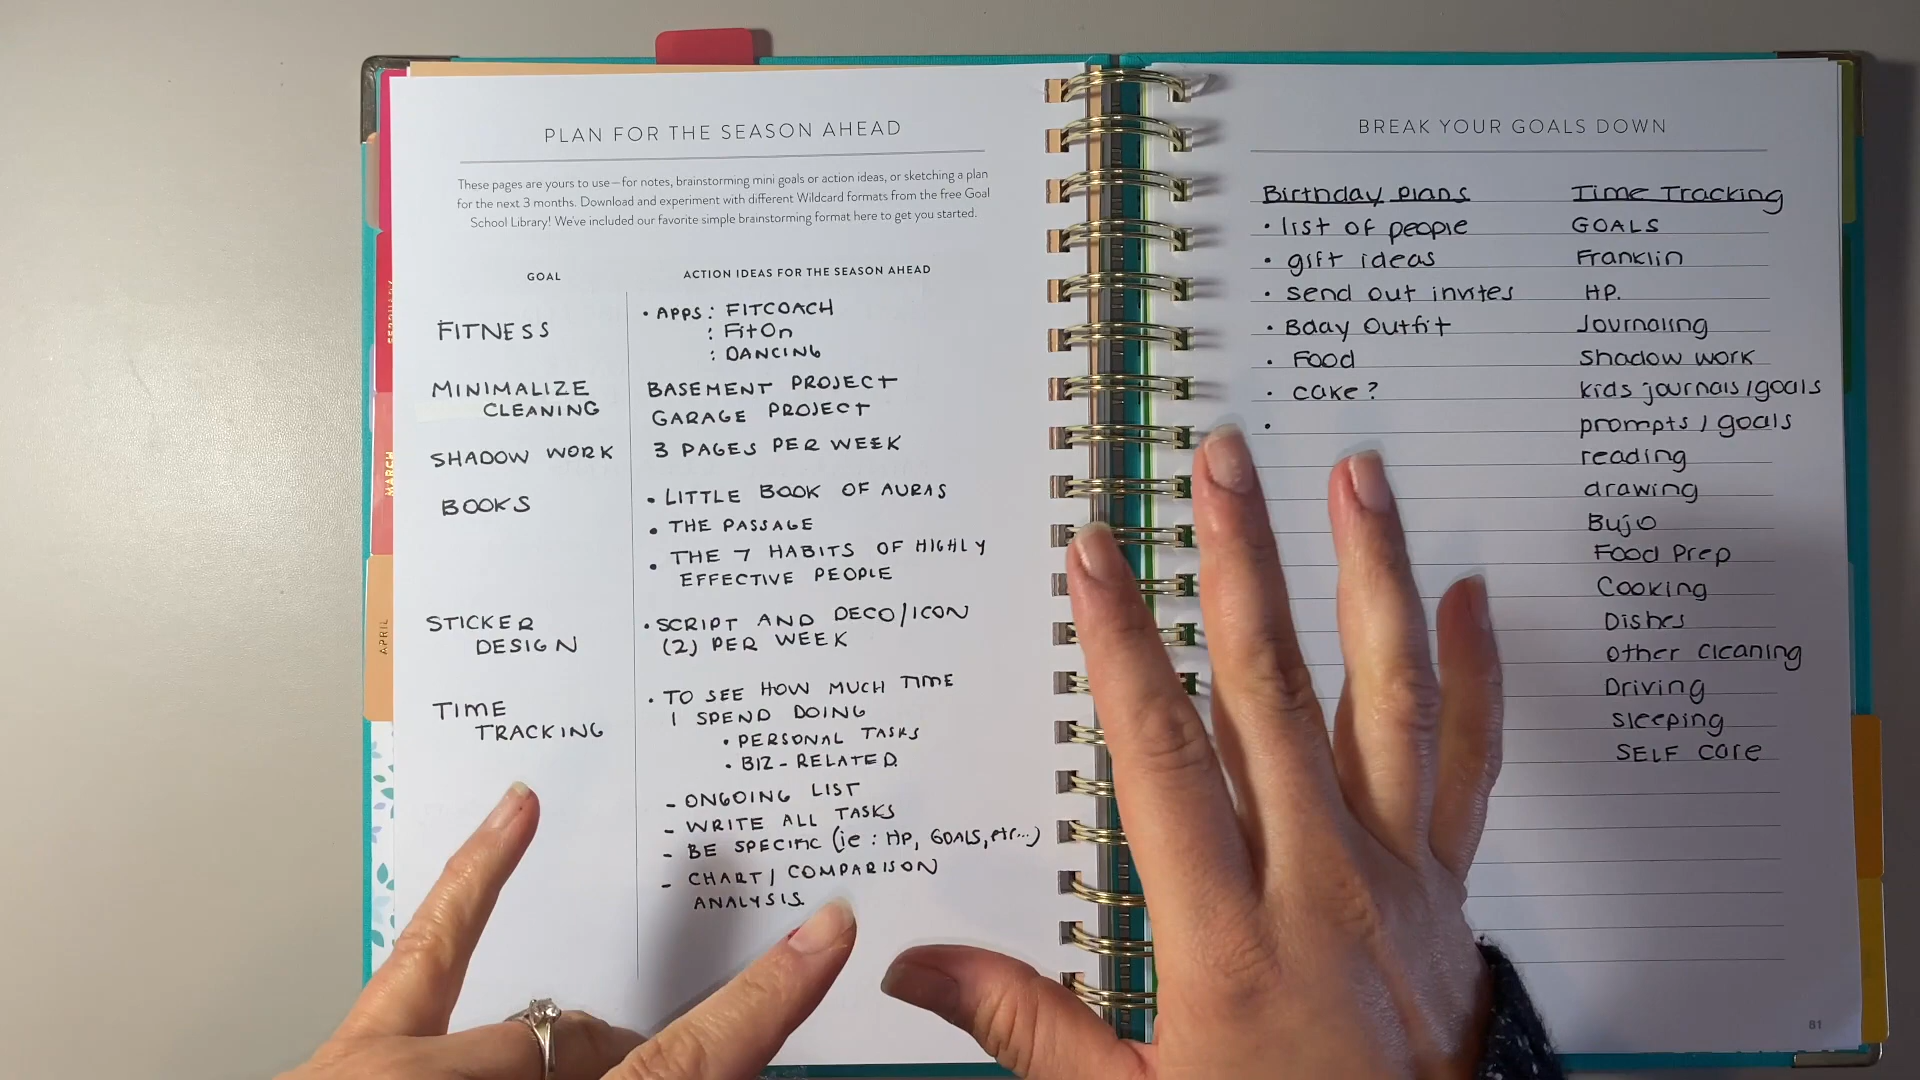 PLAN FOR THE SEASON AHEAD
These pages are yours to use—for notes, brainstorming mini goals or action ideas, or sketching a plan
for the next 3 months. Download and experiment with different Wildcard formats from the free Goal
School Library! We've included our favorite simple brainstorming format here to get you started.
GOAL
ACTION IDEAS FOR THE SEASON AHEAD
FITNESS
• APPS : FITCOACH
: FitOn
: DANCING
MINIMALIZE
CLEANING
BASEMENT PROJECT
GARAGE PROJECT
SHADOW WORK
3 PAGES PER WEEK
BOOKS
• LITTLE BOOK OF AURAS
• THE PASSAGE
• THE 7 HABITS OF HIGHLY
EFFECTIVE PEOPLE
STICKER
DESIGN
• SCRIPT AND DECO/ICON
(2) PER WEEK
TIME
TRACKING
• TO SEE HOW MUCH TIME
I SPEND DOING
• PERSONAL TASKS
• BIZ-RELATED.
- ONGOING LIST
- WRITE ALL TASKS
- BE SPECIFIC (ie : HP, GOALS, etc...)
- CHART/COMPARISON
ANALYSIS.
MARCH
APRIL
BREAK YOUR GOALS DOWN
Birthday Plans
• list of people
• gift ideas
• send out invites
• Bday Outfit
• Food
• cake?
•
Time Tracking
GOALS
Franklin
HP.
Journaling
Shadow work
kids journals/goals
prompts / goals
reading
drawing
Bujo
Food Prep
Cooking
Dishes
other cleaning
Driving
sleeping
SELF care
81